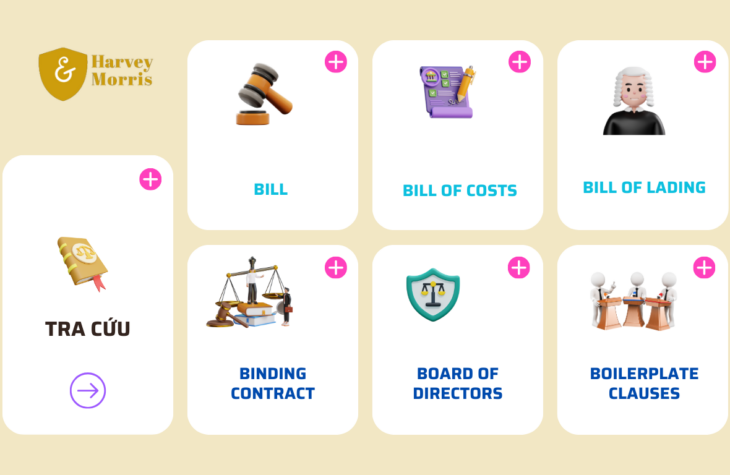 Harvey
Morris
BILL
BILL OF COSTS
BILL OF LADING
TRA CỨU
BINDING
CONTRACT
BOARD OF
DIRECTORS
BOILERPLATE
CLAUSES